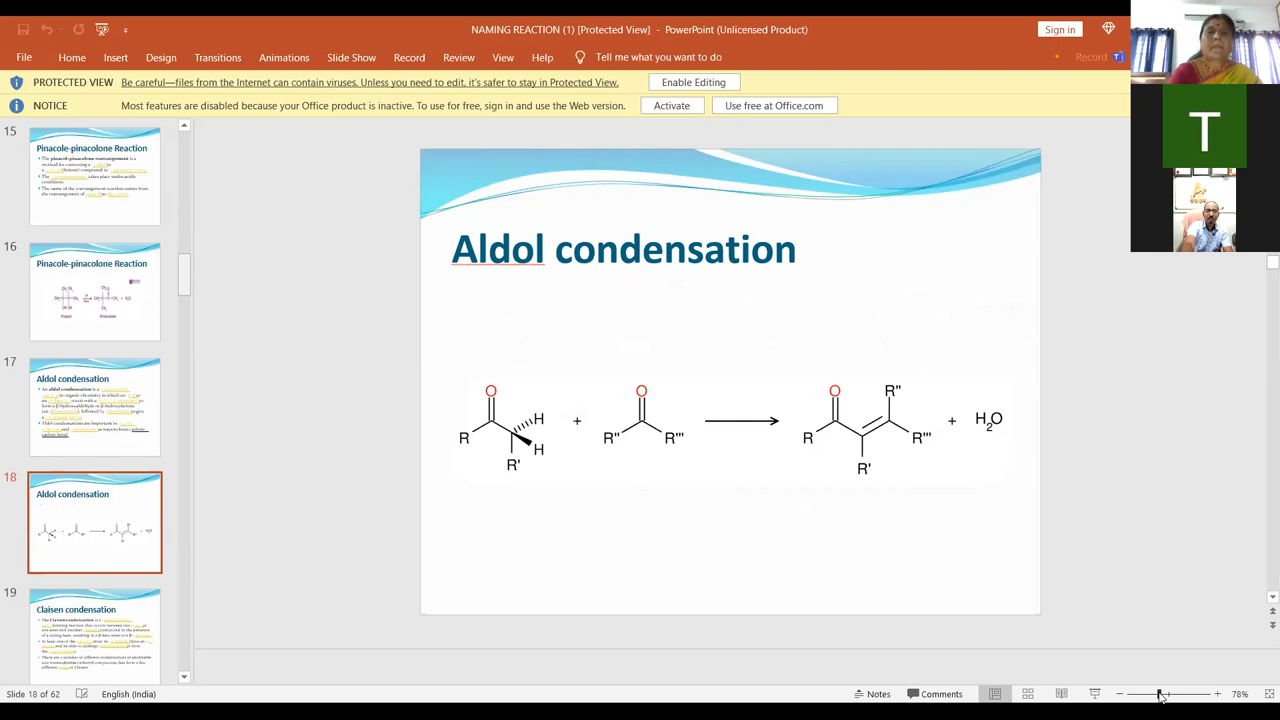 NAMING REACTION (1) [Protected View] - PowerPoint (Unlicensed Product)
Sign in
File Home Insert Design Transitions Animations Slide Show Record Review View Help Tell me what you want to do
Record
PROTECTED VIEW Be careful—files from the Internet can contain viruses. Unless you need to edit, it's safer to stay in Protected View. Enable Editing
NOTICE Most features are disabled because your Office product is inactive. To use for free, sign in and use the Web version. Activate Use free at Office.com
T
15
Pinacole-pinacolone Reaction
16
Pinacole-pinacolone Reaction
17
Aldol condensation
18
Aldol condensation
19
Claisen condensation
Aldol condensation
O O O R"
H
R + R" R''' R R''' + H2O
H
R' R'
Slide 18 of 62 English (India) Notes Comments 78%